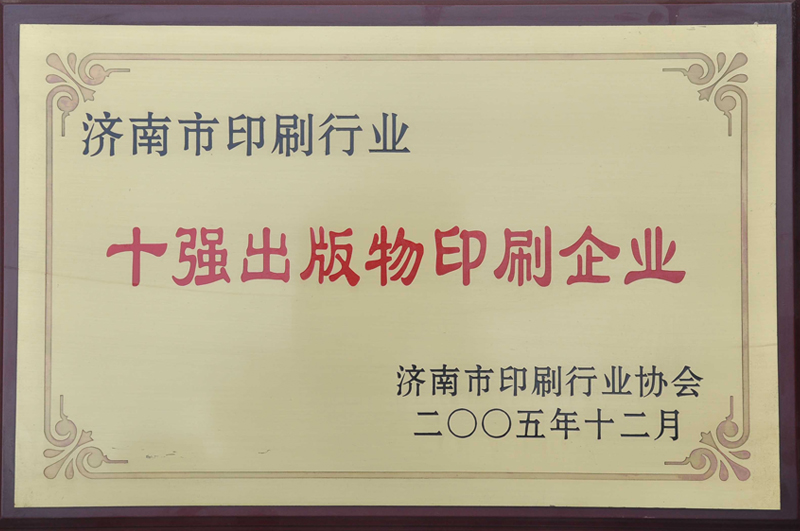 济南市印刷行业
十强出版物印刷企业
济南市印刷行业协会
二〇〇五年十二月